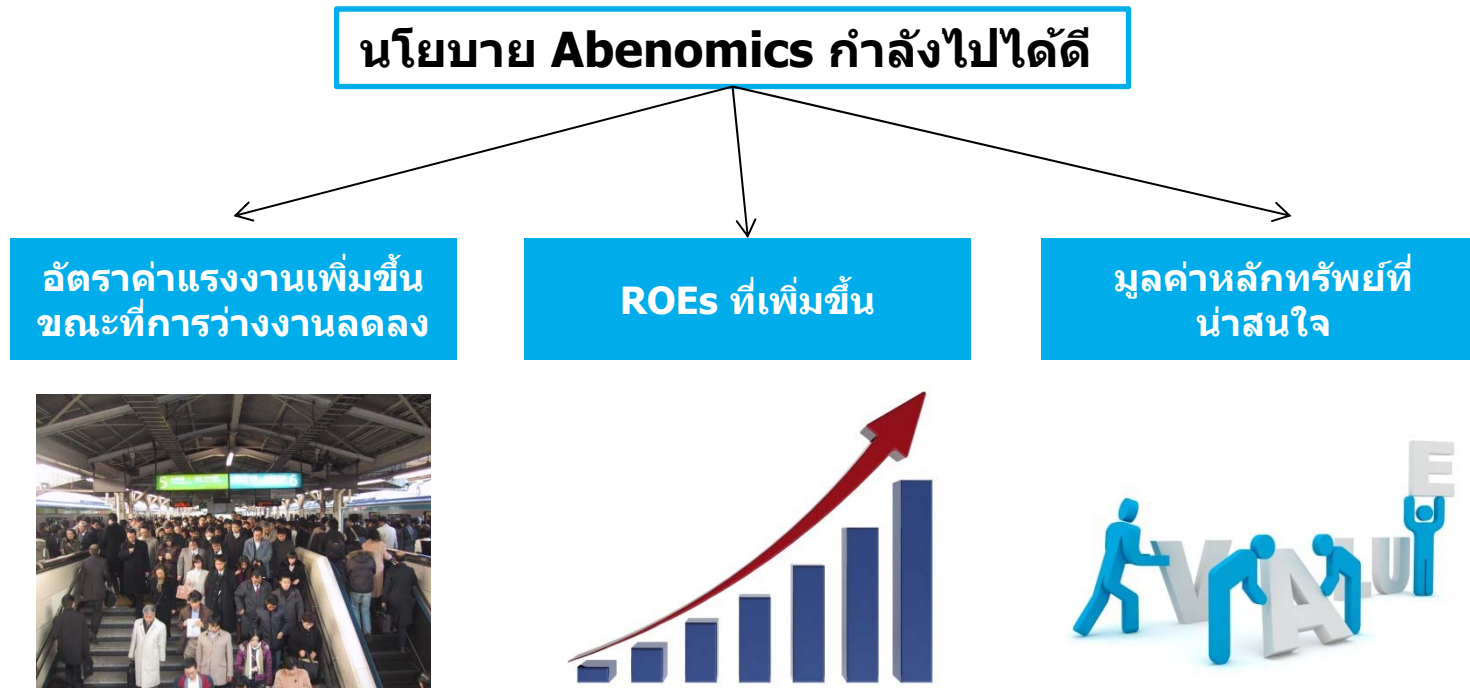 นโยบาย Abenomics กำลังไปได้ดี
อัตราค่าแรงงานเพิ่มขึ้น
ขณะที่การว่างงานลดลง
ROEs ที่เพิ่มขึ้น
มูลค่าหลักทรัพย์ที่
น่าสนใจ
5
6
VALUE